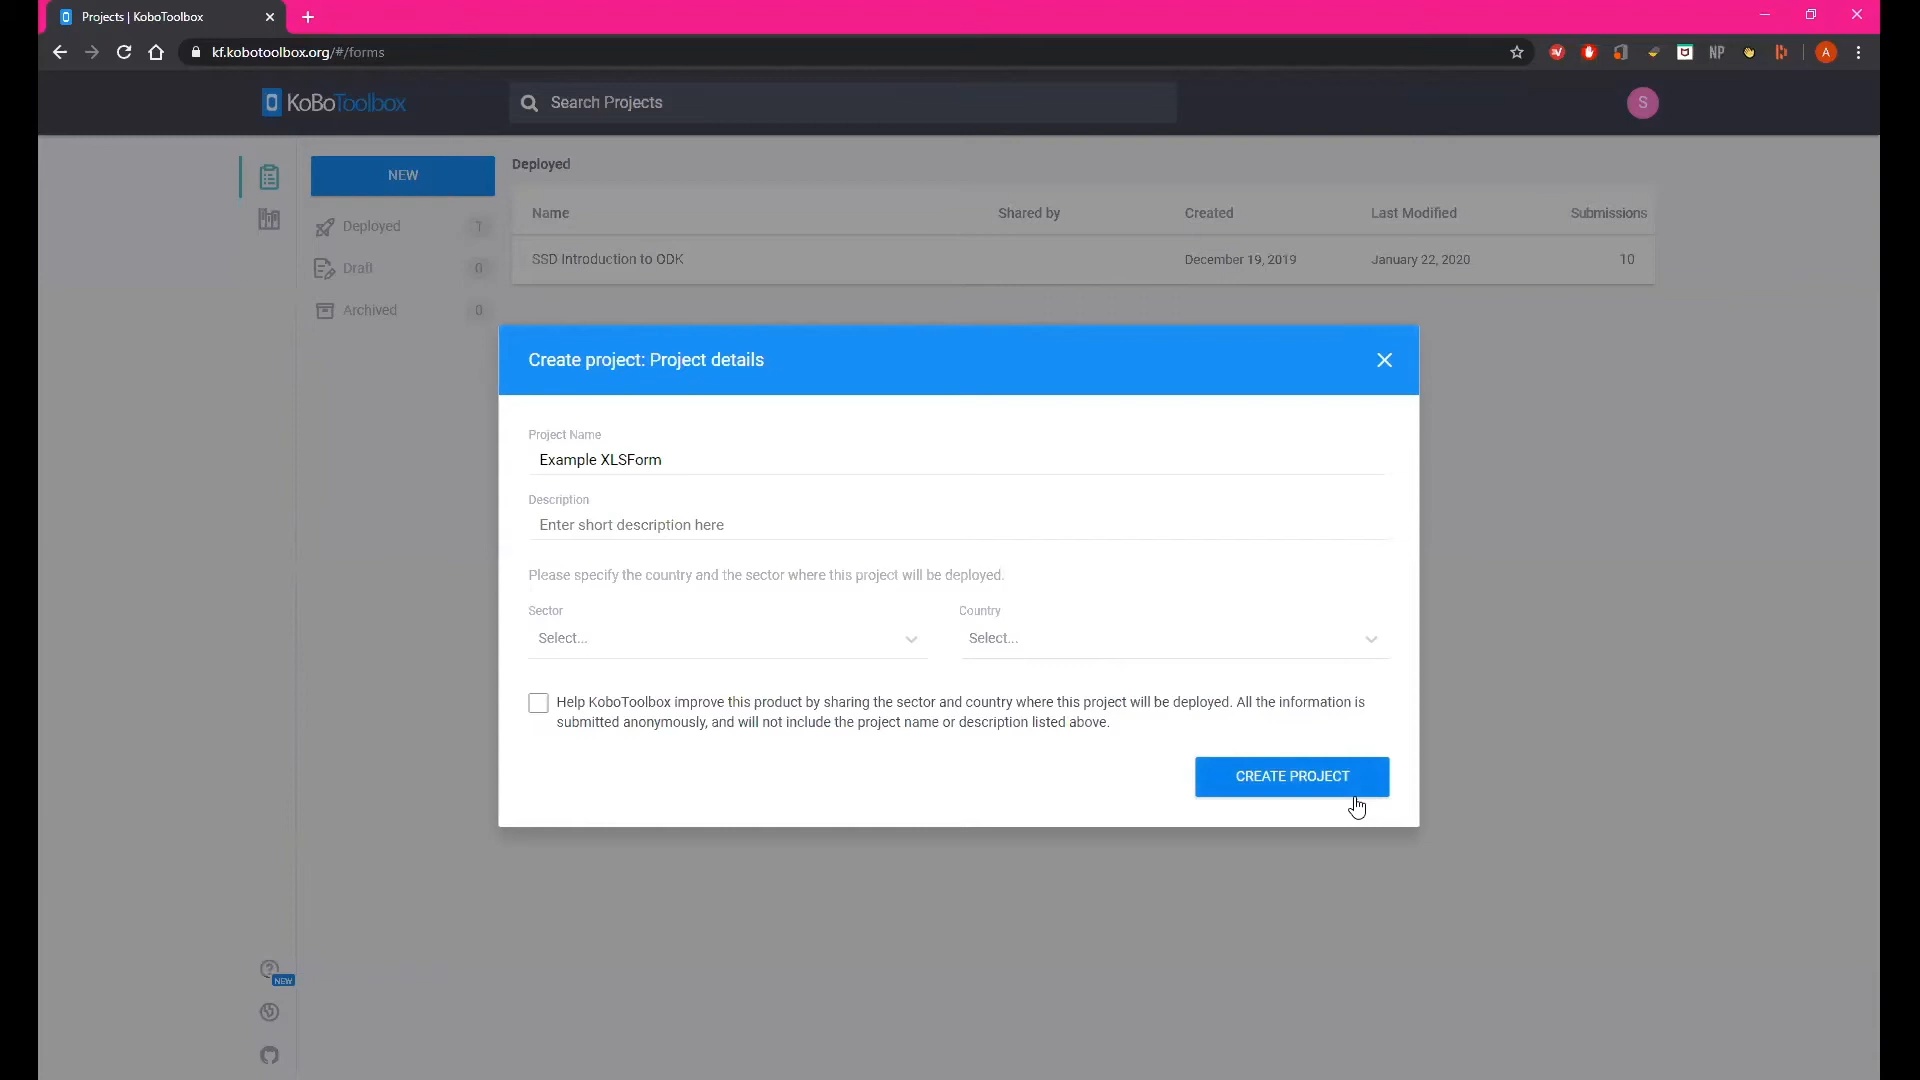 Projects | KoboToolbox
kf.kobotoolbox.org/#/forms
NP
A
KoBoToolbox
Search Projects
S
NEW
Deployed
Deployed 1
Draft 0
Archived 0
Name Shared by Created Last Modified Submissions
SSD Introduction to ODK December 19, 2019 January 22, 2020 10
Create project: Project details
Project Name
Example XLSForm
Description
Enter short description here
Please specify the country and the sector where this project will be deployed.
Sector Country
Select... Select...
Help KoboToolbox improve this product by sharing the sector and country where this project will be deployed. All the information is
submitted anonymously, and will not include the project name or description listed above.
CREATE PROJECT
NEW